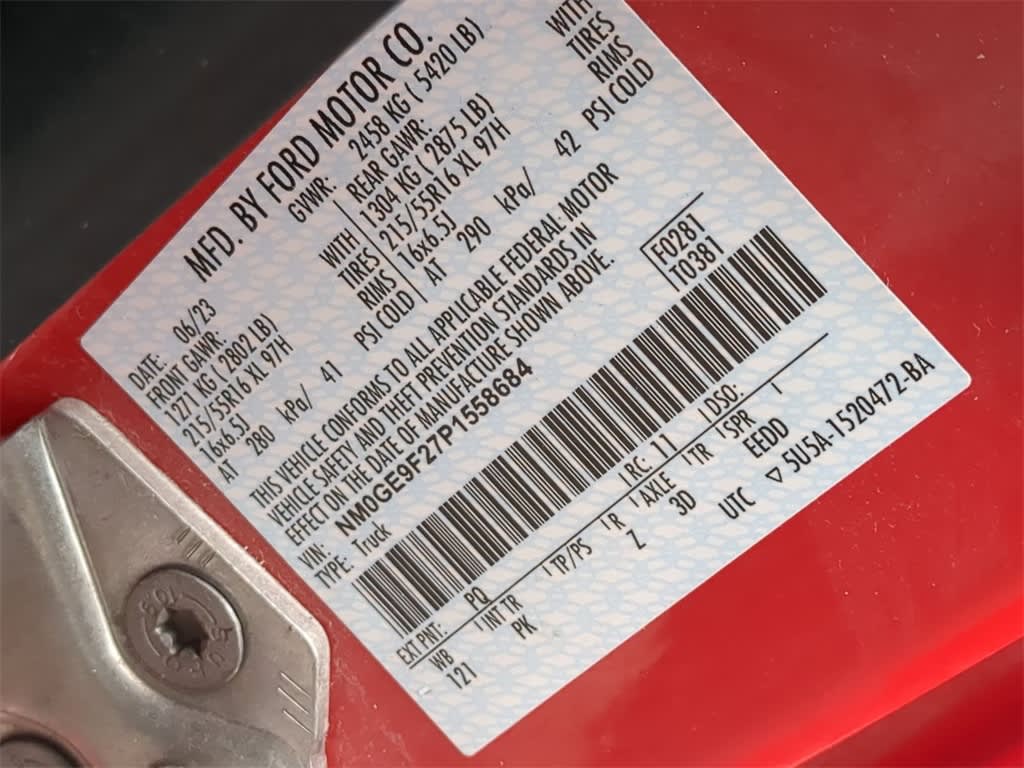 MFD. BY FORD MOTOR CO.
DATE: 06/23 GVWR: 2458 KG ( 5420 LB)
FRONT GAWR: REAR GAWR:
1271 KG (2802 LB) WITH 1304 KG ( 2875 LB) WITH
215/55R16 XL 97H TIRES 215/55R16 XL 97H TIRES
16x6.5J RIMS 16x6.5J RIMS
AT 280 kPa/ 41 PSI COLD AT 290 kPa/ 42 PSI COLD
THIS VEHICLE CONFORMS TO ALL APPLICABLE FEDERAL MOTOR
VEHICLE SAFETY AND THEFT PREVENTION STANDARDS IN
EFFECT ON THE DATE OF MANUFACTURE SHOWN ABOVE.
VIN: NM0GE9F27P1558684 F0281
TYPE: Truck T0381
EXT PNT: PQ RC: 11 DSO:
WB INT TR TP/PS R AXLE TR SPR
121 PK Z 3D EEDD
UTC ▽ 5U5A-1520472-BA